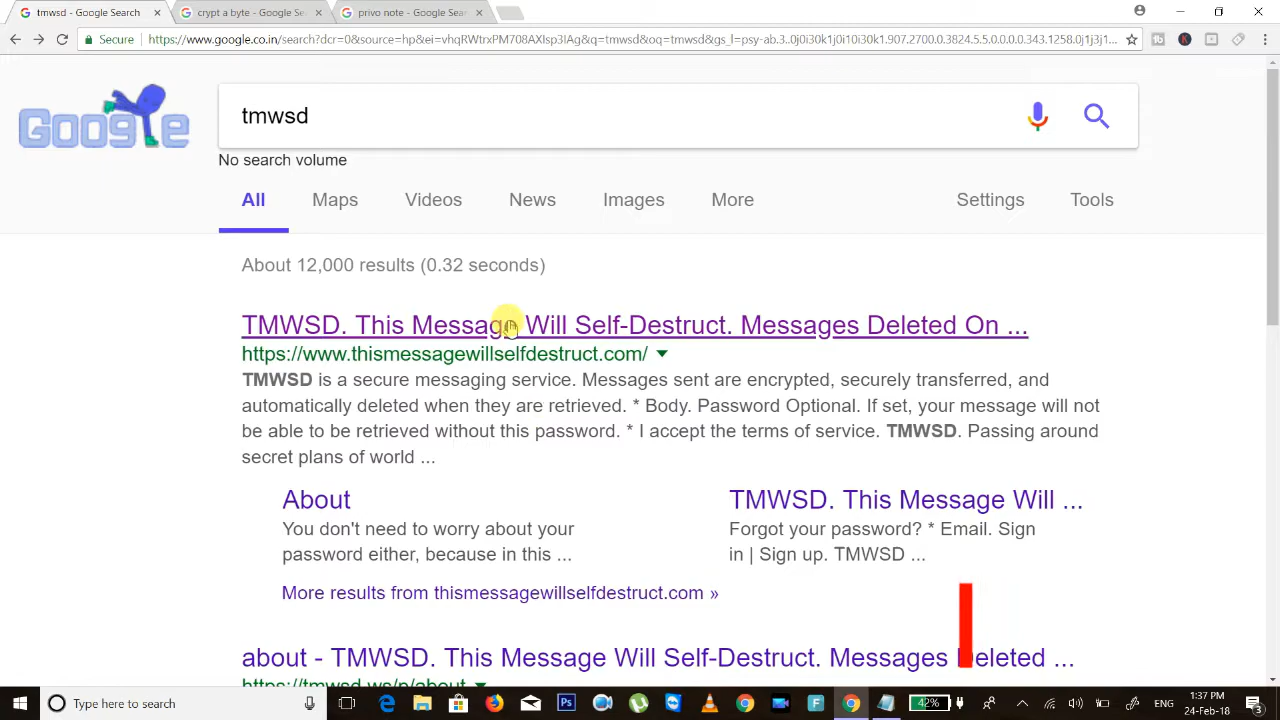 tmwsd - Google Search
crypt a byte - Google Sea
privo note - Google Sear
Secure
https://www.google.co.in/search?dcr=0&source=hp&ei=vhqRWtrxPM708AXIsp3IAg&q=tmwsd&oq=tmwsd&gs_l=psy-ab.3..0j0i30k1j0i10i30k1.907.2700.0.3824.5.5.0.0.0.0.343.1258.0j1j3j1...
Google
tmwsd
No search volume
All Maps Videos News Images More Settings Tools
About 12,000 results (0.32 seconds)
TMWSD. This Message Will Self-Destruct. Messages Deleted On ...
https://www.thismessagewillselfdestruct.com/
TMWSD is a secure messaging service. Messages sent are encrypted, securely transferred, and
automatically deleted when they are retrieved. * Body. Password Optional. If set, your message will not
be able to be retrieved without this password. * I accept the terms of service. TMWSD. Passing around
secret plans of world ...
About
You don't need to worry about your
password either, because in this ...
TMWSD. This Message Will ...
Forgot your password? * Email. Sign
in | Sign up. TMWSD ...
More results from thismessagewillselfdestruct.com »
about - TMWSD. This Message Will Self-Destruct. Messages Deleted ...
https://tmwsd.ws/p/about
Type here to search
Ps
F
42%
ENG
1:37 PM
24-Feb-18